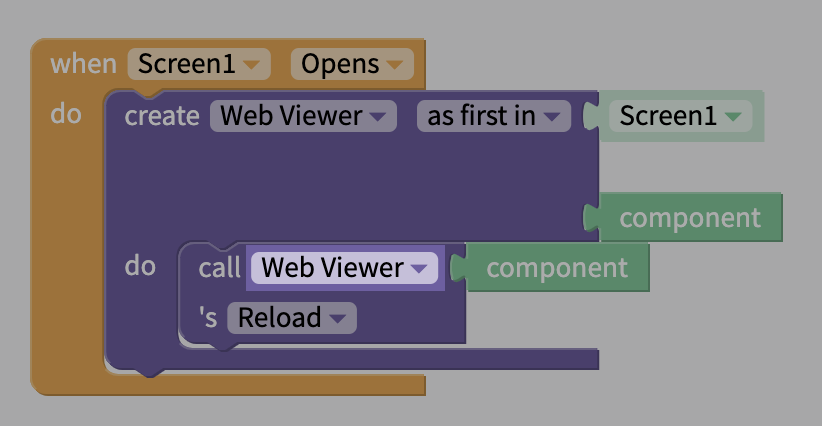 when Screen1 Opens
do create Web Viewer as first in Screen1
component
do call Web Viewer component
's Reload